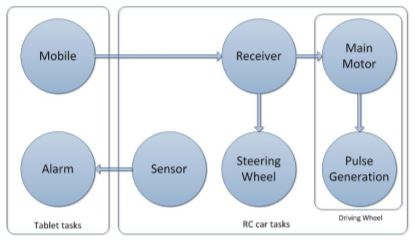 Mobile
Receiver
Main
Motor
Alarm
Sensor
Steering
Wheel
Pulse
Generation
Driving Wheel
Tablet tasks
RC car tasks